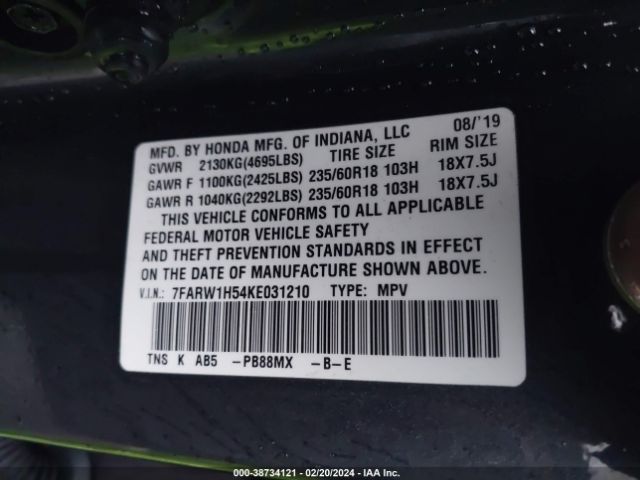 MFD. BY HONDA MFG. OF INDIANA, LLC 08/'19
GVWR 2130KG(4695LBS) TIRE SIZE RIM SIZE
GAWR F 1100KG(2425LBS) 235/60R18 103H 18X7.5J
GAWR R 1040KG(2292LBS) 235/60R18 103H 18X7.5J
THIS VEHICLE CONFORMS TO ALL APPLICABLE
FEDERAL MOTOR VEHICLE SAFETY
AND THEFT PREVENTION STANDARDS IN EFFECT
ON THE DATE OF MANUFACTURE SHOWN ABOVE.
V.I.N.: 7FARW1H54KE031210 TYPE: MPV
TNS K AB5 -PB88MX -B-E
000-38734121 - 02/20/2024 - IAA Inc.